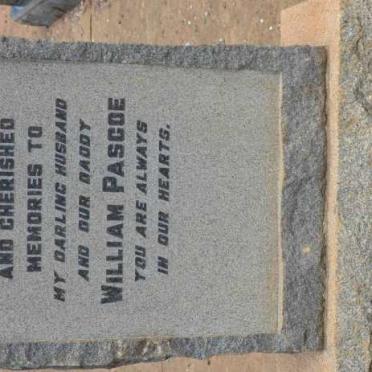 AND CHERISHED
MEMORIES TO
MY DARLING HUSBAND
AND OUR DADDY
WILLIAM PASCOE
YOU ARE ALWAYS
IN OUR HEARTS.